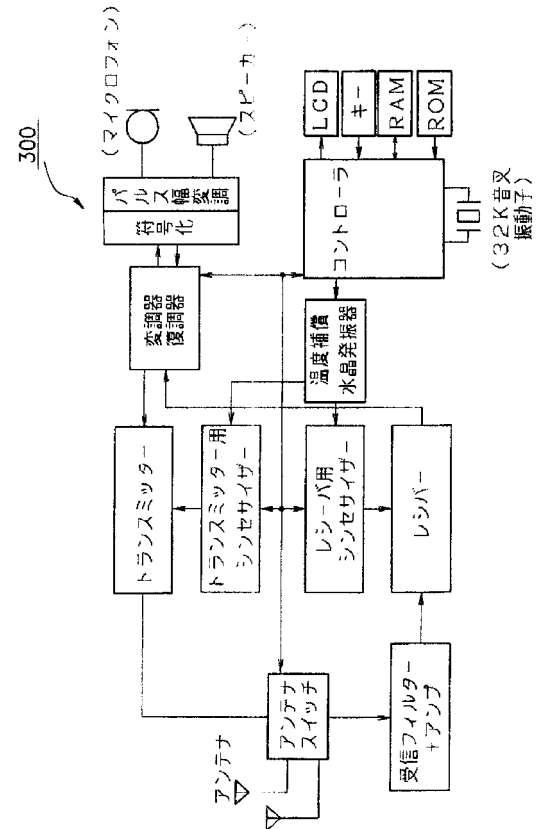 300
(マイクロフォン)
(スピーカー)
パルス幅変調
符号化
変調器
復調器
LCD
キー
RAM
ROM
コントローラ
(32K音叉
振動子)
温度補償
水晶発振器
トランスミッター
トランスミッター用
シンセサイザー
レシーバ用
シンセサイザー
レシバー
アンテナ
アンテナ
スイッチ
受信フィルター
+アンプ